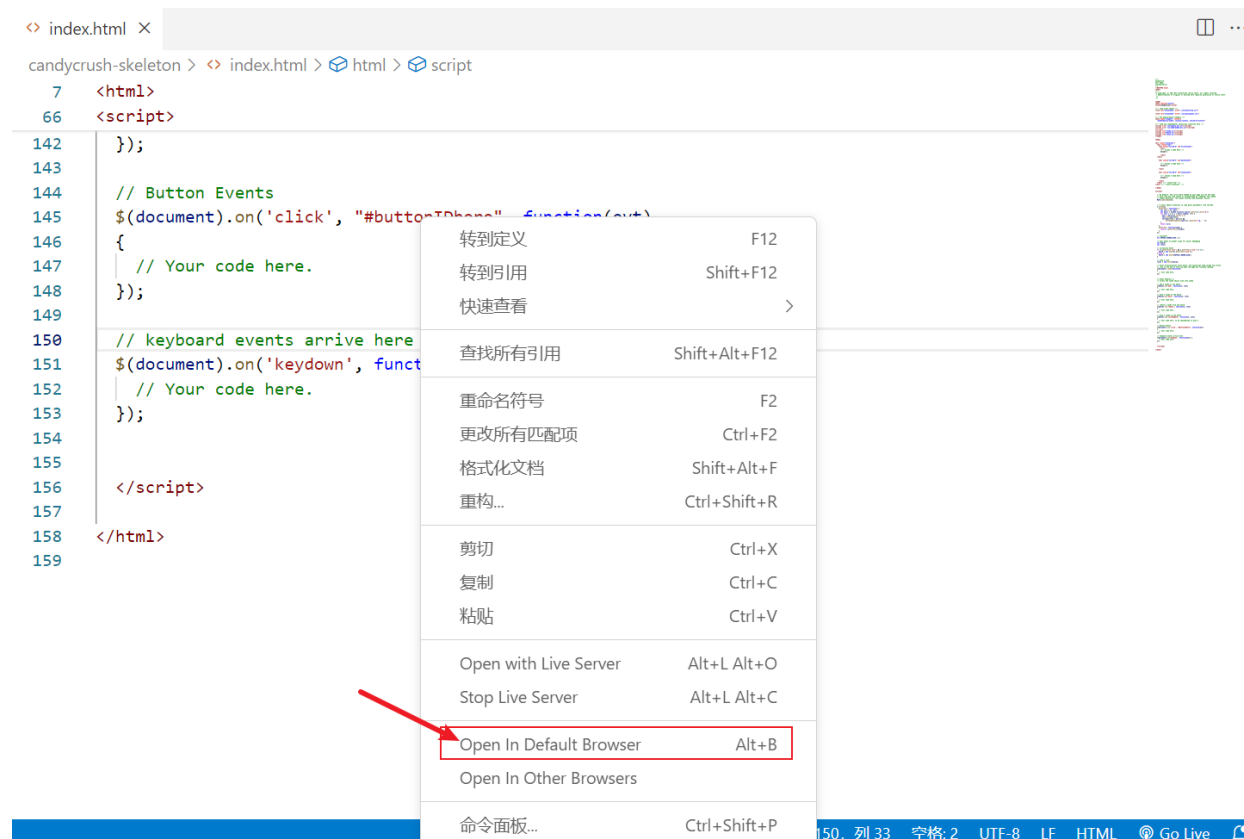 index.html
candycrush-skeleton > index.html > html > script
7 <html>
66 <script>
142 });
143
144 // Button Events
145 $(document).on('click', "#buttonIPhone", function(evt)
146 {
147 // Your code here.
148 });
149
150 // keyboard events arrive here
151 $(document).on('keydown', funct
152 // Your code here.
153 });
154
155
156 </script>
157
158 </html>
159
转到定义 F12
转到引用 Shift+F12
快速查看
查找所有引用 Shift+Alt+F12
重命名符号 F2
更改所有匹配项 Ctrl+F2
格式化文档 Shift+Alt+F
重构... Ctrl+Shift+R
剪切 Ctrl+X
复制 Ctrl+C
粘贴 Ctrl+V
Open with Live Server Alt+L Alt+O
Stop Live Server Alt+L Alt+C
Open In Default Browser Alt+B
Open In Other Browsers
命令面板... Ctrl+Shift+P
150，列 33 空格: 2 UTF-8 LF HTML Go Live